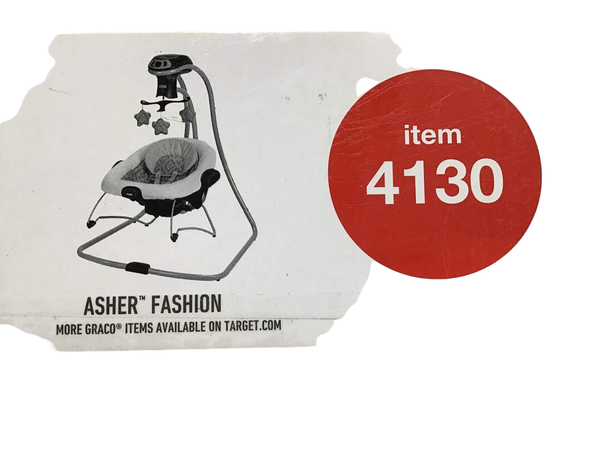 ASHER™ FASHION
MORE GRACO® ITEMS AVAILABLE ON TARGET.COM
item
4130